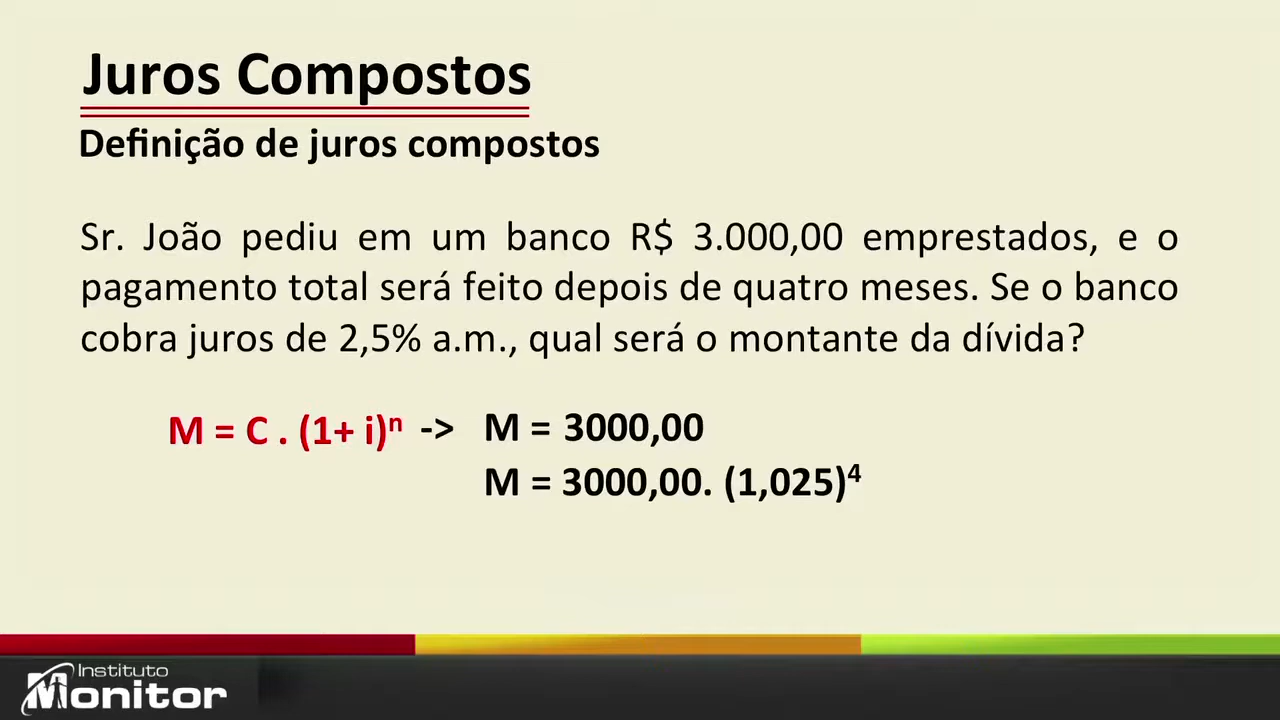 Juros Compostos
Definição de juros compostos
Sr. João pediu em um banco R$ 3.000,00 emprestados, e o
pagamento total será feito depois de quatro meses. Se o banco
cobra juros de 2,5% a.m., qual será o montante da dívida?
M = C . (1+ i)ⁿ -> M = 3000,00
M = 3000,00. (1,025)⁴
Instituto
Monitor